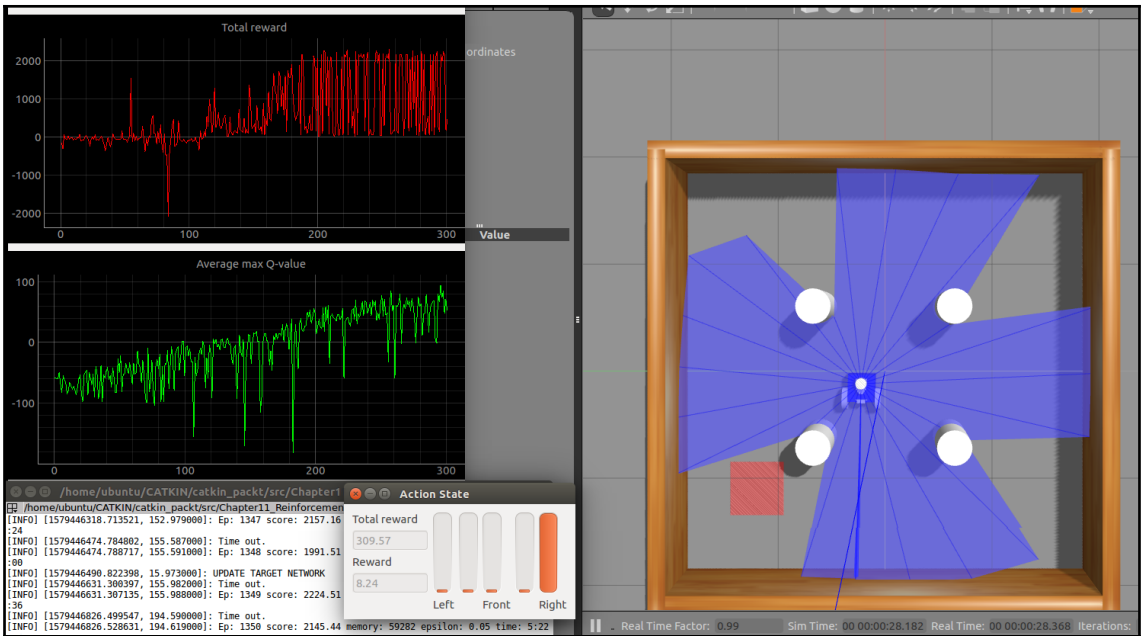 Total reward
2000
1000
0
-1000
-2000
0
100
200
300
ordinates
Value
Average max Q-value
100
0
-100
0
100
200
300
/home/ubuntu/CATKIN/catkin_packt/src/Chapter1
/home/ubuntu/CATKIN/catkin_packt/src/Chapter11_Reinforcemen
[INFO] [1579446318.713521, 152.979000]: Ep: 1347 score: 2157.16
:24
[INFO] [1579446474.784802, 155.587000]: Time out.
[INFO] [1579446474.788717, 155.591000]: Ep: 1348 score: 1991.51
:00
[INFO] [1579446490.822398, 15.973000]: UPDATE TARGET NETWORK
[INFO] [1579446631.300397, 155.982000]: Time out.
[INFO] [1579446631.307135, 155.988000]: Ep: 1349 score: 2224.51
:36
[INFO] [1579446826.499547, 194.590000]: Time out.
[INFO] [1579446826.528631, 194.619000]: Ep: 1350 score: 2145.44 memory: 59282 epsilon: 0.05 time: 5:22
Action State
Total reward
309.57
Reward
8.24
Left Front Right
Real Time Factor: 0.99 Sim Time: 00 00:00:28.182 Real Time: 00 00:00:28.368 Iterations: